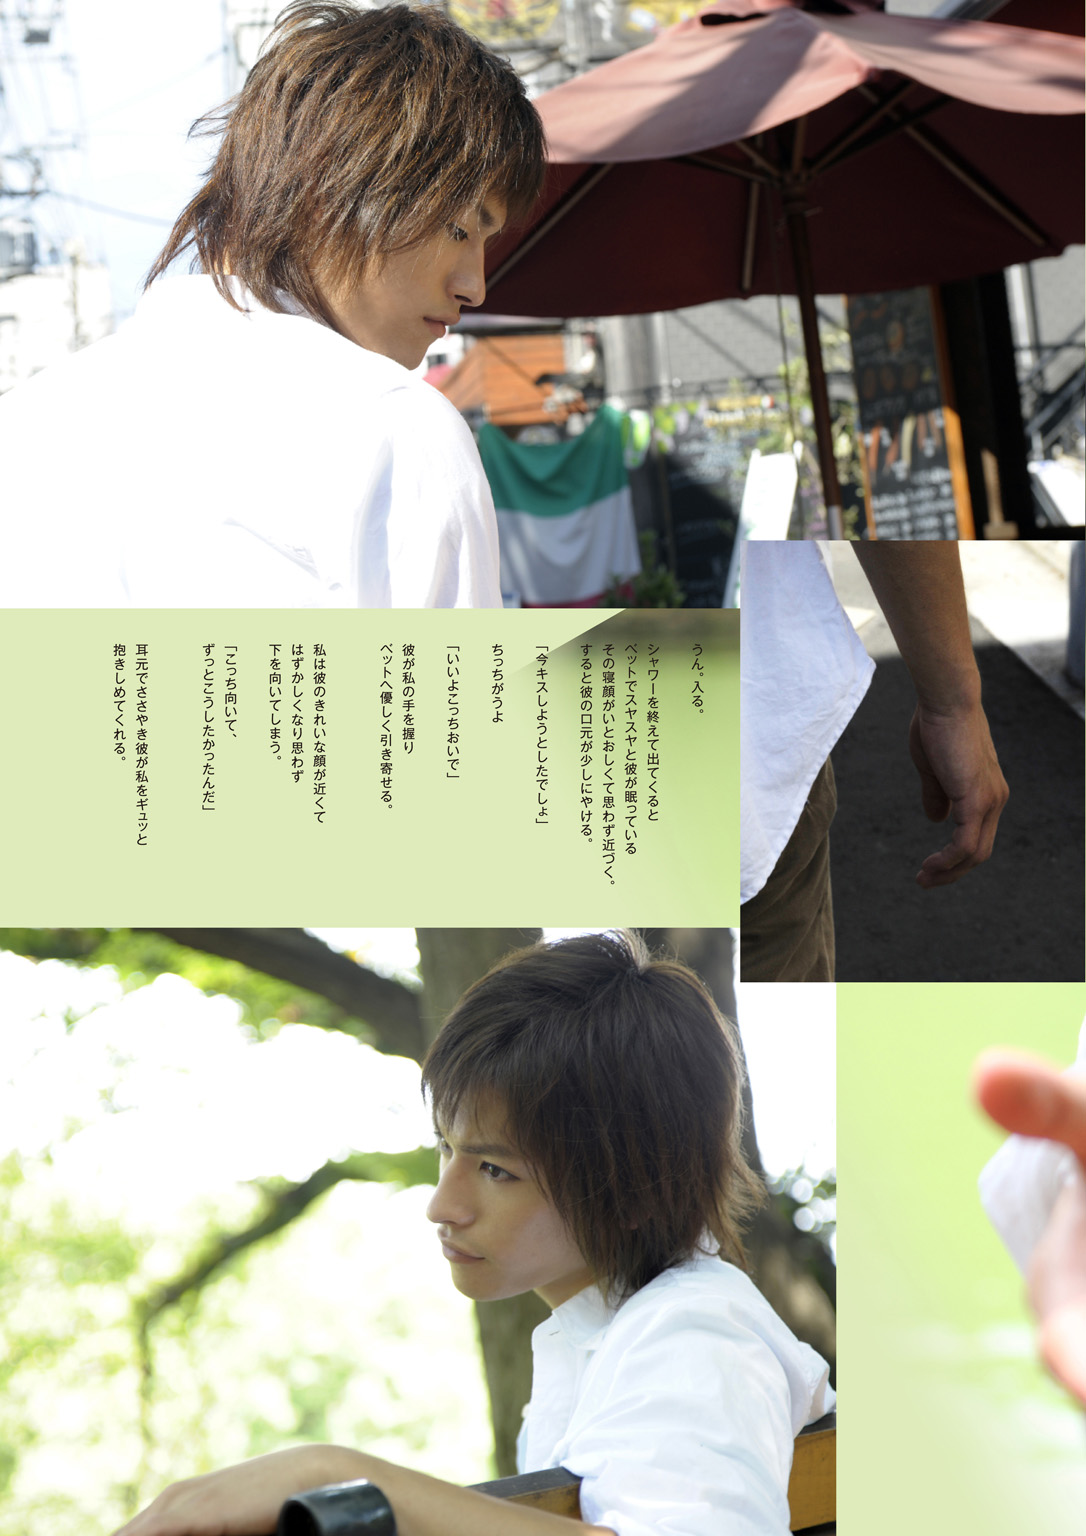 うん。入る。
シャワーを終えて出てくると
ベットでスヤスヤと彼が眠っている
その寝顔がいとおしくて思わず近づく。
すると彼の口元が少しにやける。
「今キスしようとしたでしょ」
ちっちがうよ
「いいよこっちおいで」
彼が私の手を握り
ベットへ優しく引き寄せる。
私は彼のきれいな顔が近くて
はずかしくなり思わず
下を向いてしまう。
「こっち向いて、
ずっとこうしたかったんだ」
耳元でささやき彼が私をギュッと
抱きしめてくれる。